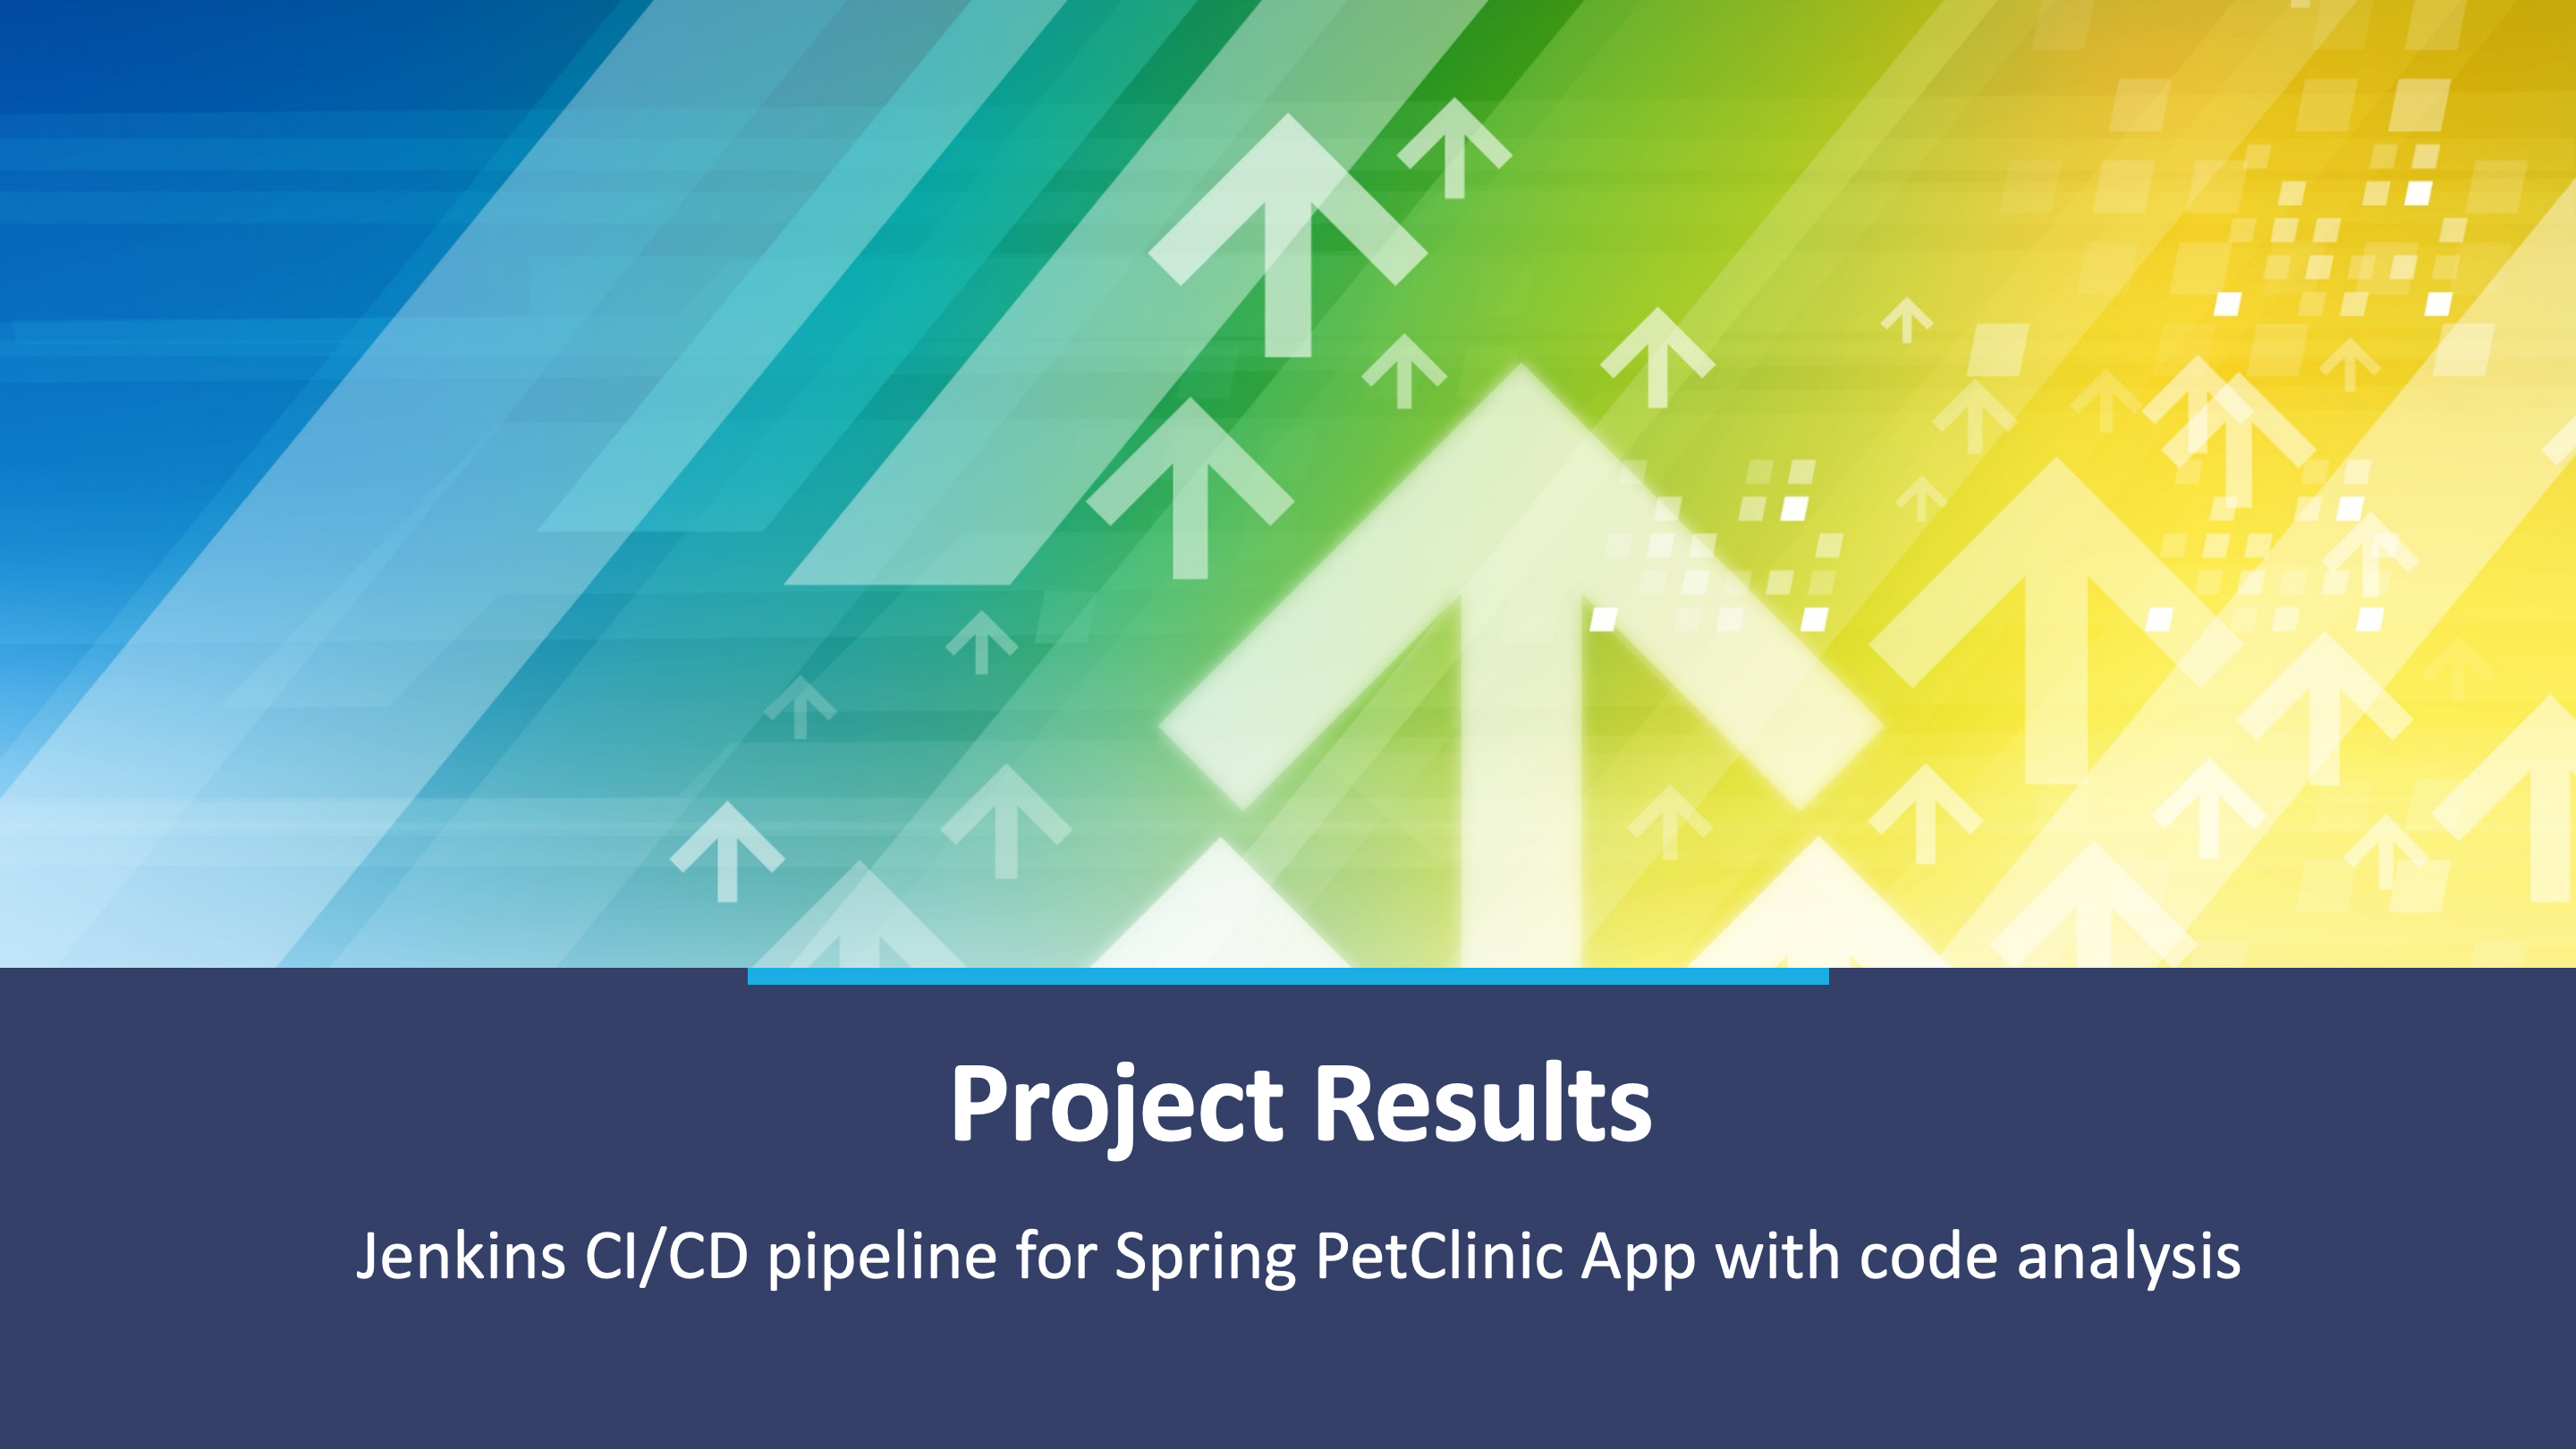 Project Results
Jenkins CI/CD pipeline for Spring PetClinic App with code analysis